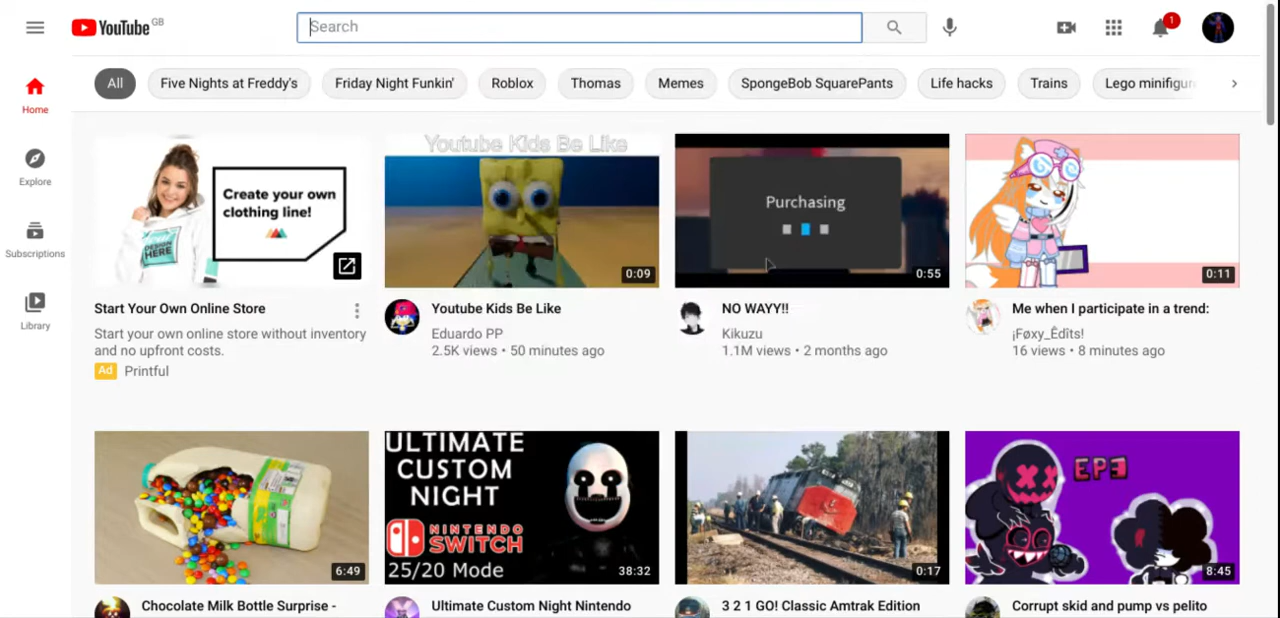 YouTube GB
Search
1
All
Five Nights at Freddy's
Friday Night Funkin'
Roblox
Thomas
Memes
SpongeBob SquarePants
Life hacks
Trains
Lego minifigur
Home
Explore
Subscriptions
Library
Create your own
clothing line!
DESIGN
HERE
Start Your Own Online Store
Start your own online store without inventory
and no upfront costs.
Ad Printful
Youtube Kids Be Like
0:09
Youtube Kids Be Like
Eduardo PP
2.5K views • 50 minutes ago
Purchasing
0:55
NO WAYY!!
Kikuzu
1.1M views • 2 months ago
0:11
Me when I participate in a trend:
¡Føxy_Êdîts!
16 views • 8 minutes ago
6:49
Chocolate Milk Bottle Surprise -
ULTIMATE
CUSTOM
NIGHT
NINTENDO
SWITCH
25/20 Mode
38:32
Ultimate Custom Night Nintendo
0:17
3 2 1 GO! Classic Amtrak Edition
EP3
8:45
Corrupt skid and pump vs pelito